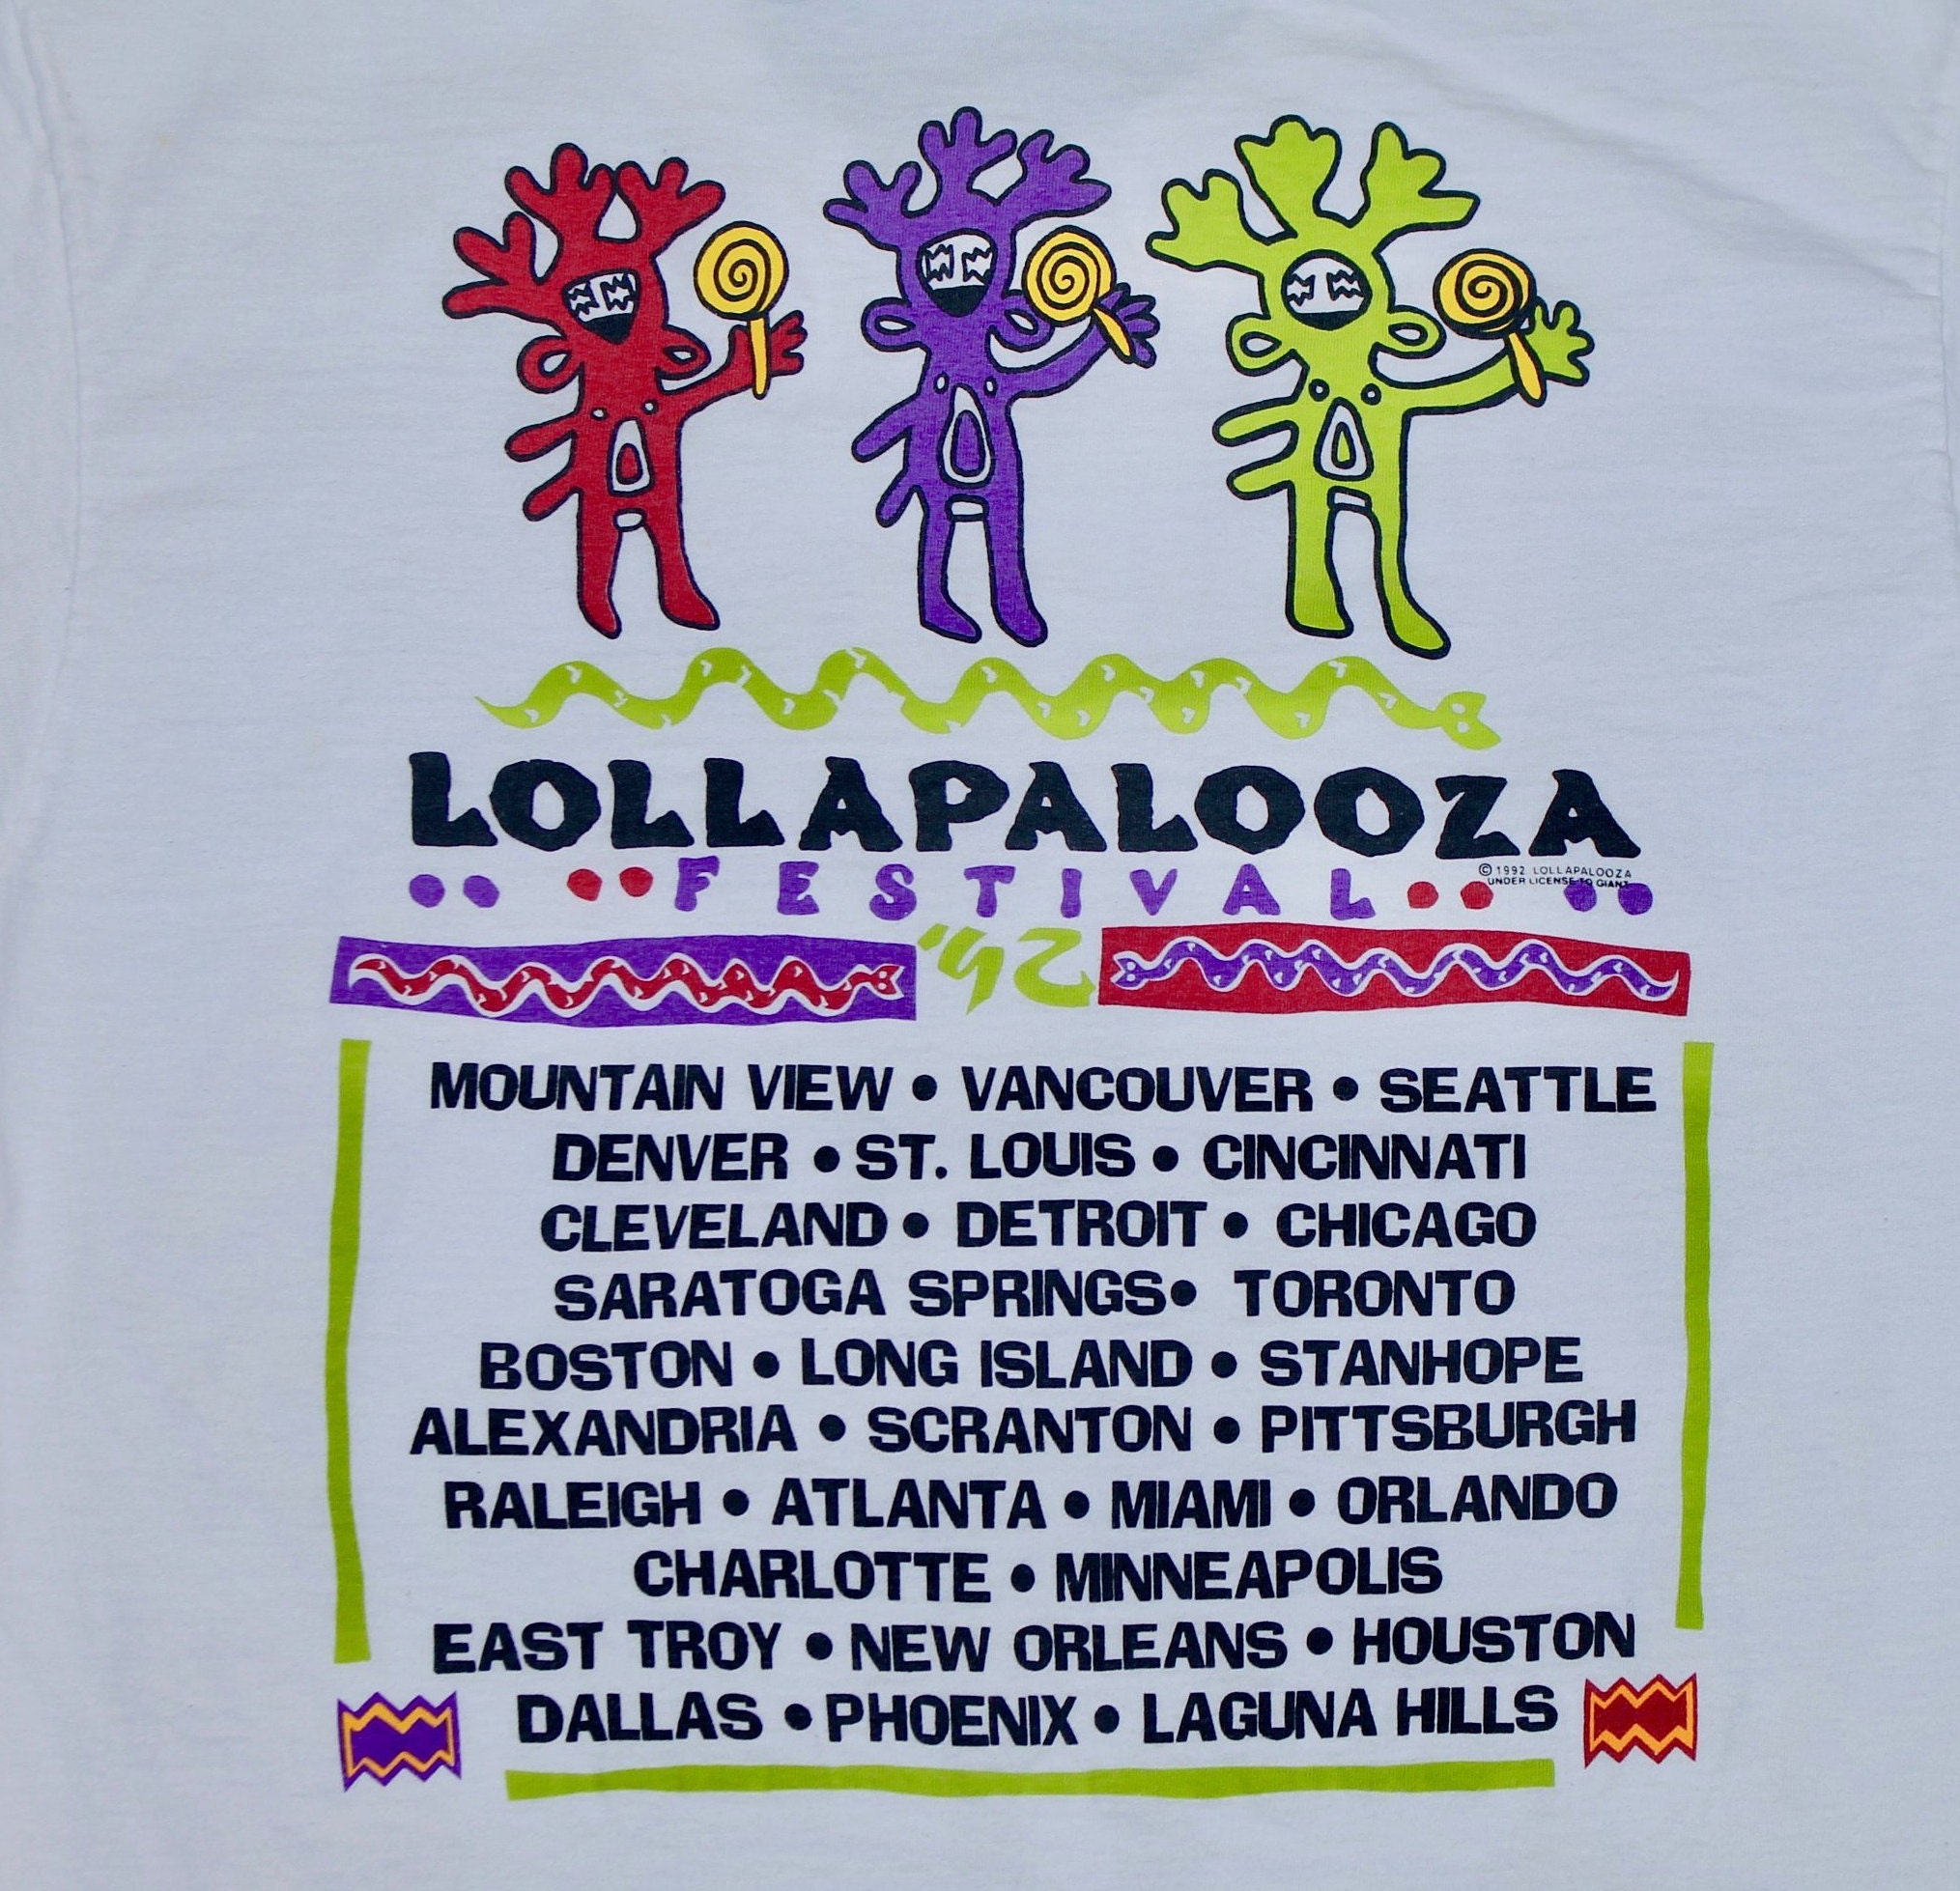 LOLLAPALOOZA
FESTIVAL
© 1992 LOLLAPALOOZA
UNDER LICENSE TO GIANT
'92
MOUNTAIN VIEW • VANCOUVER • SEATTLE
DENVER • ST. LOUIS • CINCINNATI
CLEVELAND • DETROIT • CHICAGO
SARATOGA SPRINGS • TORONTO
BOSTON • LONG ISLAND • STANHOPE
ALEXANDRIA • SCRANTON • PITTSBURGH
RALEIGH • ATLANTA • MIAMI • ORLANDO
CHARLOTTE • MINNEAPOLIS
EAST TROY • NEW ORLEANS • HOUSTON
DALLAS • PHOENIX • LAGUNA HILLS